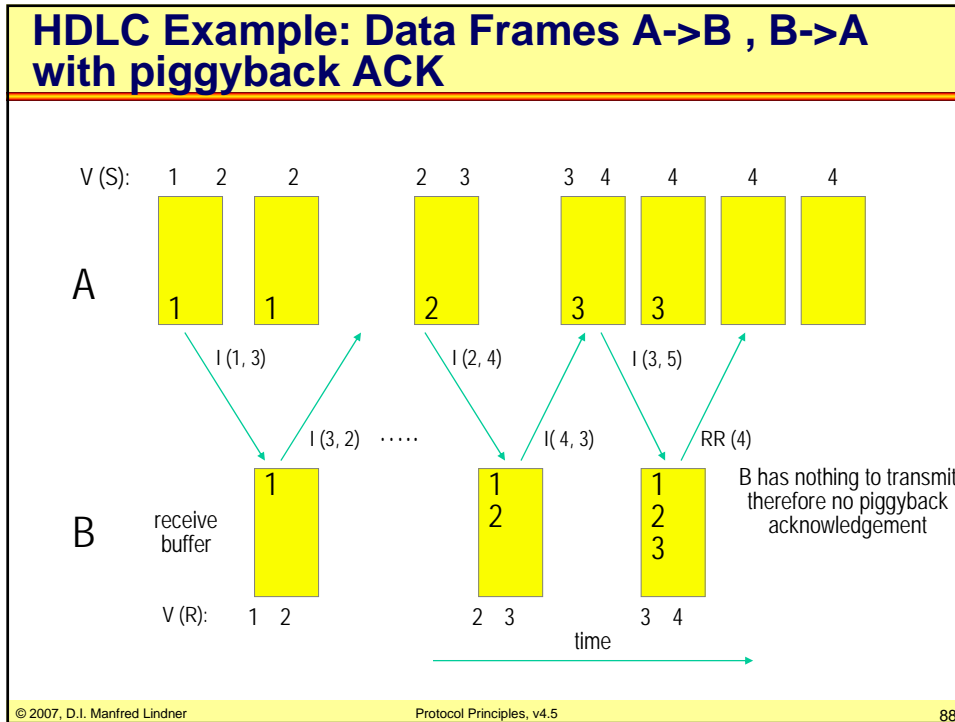 HDLC Example: Data Frames A->B , B->A
with piggyback ACK
V (S): 1 2 2 2 3 3 4 4 4 4
A
1 1 2 3 3
I (1, 3) I (2, 4) I (3, 5)
I (3, 2) ····· I( 4, 3) RR (4)
B
receive
buffer
1
1
2
1
2
3
B has nothing to transmit
therefore no piggyback
acknowledgement
V (R): 1 2 2 3 3 4
time
© 2007, D.I. Manfred Lindner Protocol Principles, v4.5 88